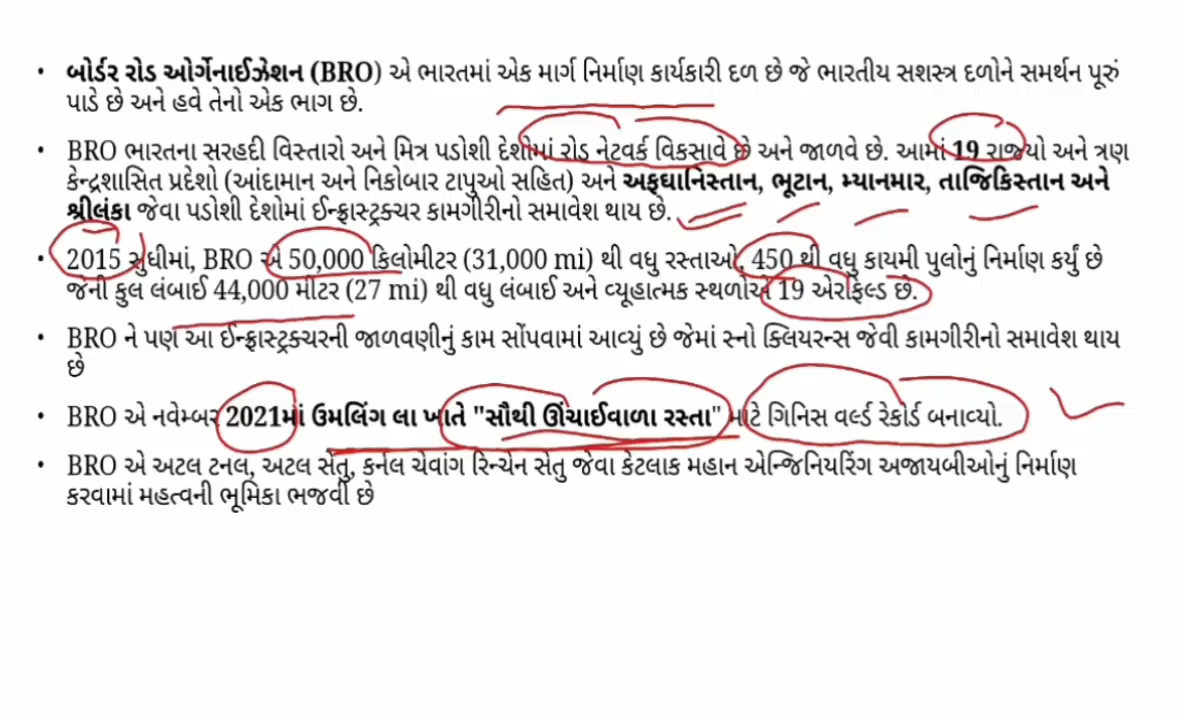 • બોર્ડર રોડ ઓર્ગેનાઈઝેશન (BRO) એ ભારતમાં એક માર્ગ નિર્માણ કાર્યકારી દળ છે જે ભારતીય સશસ્ત્ર દળોને સમર્થન પૂરું
પાડે છે અને હવે તેનો એક ભાગ છે.
• BRO ભારતના સરહદી વિસ્તારો અને મિત્ર પડોશી દેશોમાં રોડ નેટવર્ક વિકસાવે છે અને જાળવે છે. આમાં 19 રાજ્યો અને ત્રણ
કેન્દ્રશાસિત પ્રદેશો (આંદામાન અને નિકોબાર ટાપુઓ સહિત) અને અફઘાનિસ્તાન, ભૂટાન, મ્યાનમાર, તાજિકિસ્તાન અને
શ્રીલંકા જેવા પડોશી દેશોમાં ઈન્ફ્રાસ્ટ્રક્ચર કામગીરીનો સમાવેશ થાય છે.
• 2015 સુધીમાં, BRO એ 50,000 કિલોમીટર (31,000 mi) થી વધુ રસ્તાઓ, 450 થી વધુ કાયમી પુલોનું નિર્માણ કર્યું છે
જેની કુલ લંબાઈ 44,000 મીટર (27 mi) થી વધુ લંબાઈ અને વ્યૂહાત્મક સ્થળોએ 19 એરફિલ્ડ છે.
• BRO ને પણ આ ઈન્ફ્રાસ્ટ્રક્ચરની જાળવણીનું કામ સોંપવામાં આવ્યું છે જેમાં સ્નો ક્લિયરન્સ જેવી કામગીરીનો સમાવેશ થાય
છે
• BRO એ નવેમ્બર 2021માં ઉમલિંગ લા ખાતે "સૌથી ઊંચાઈવાળા રસ્તા" માટે ગિનિસ વર્લ્ડ રેકોર્ડ બનાવ્યો.
• BRO એ અટલ ટનલ, અટલ સેતુ, કર્નલ ચેવાંગ રિન્ચેન સેતુ જેવા કેટલાક મહાન એન્જિનિયરિંગ અજાયબીઓનું નિર્માણ
કરવામાં મહત્વની ભૂમિકા ભજવી છે